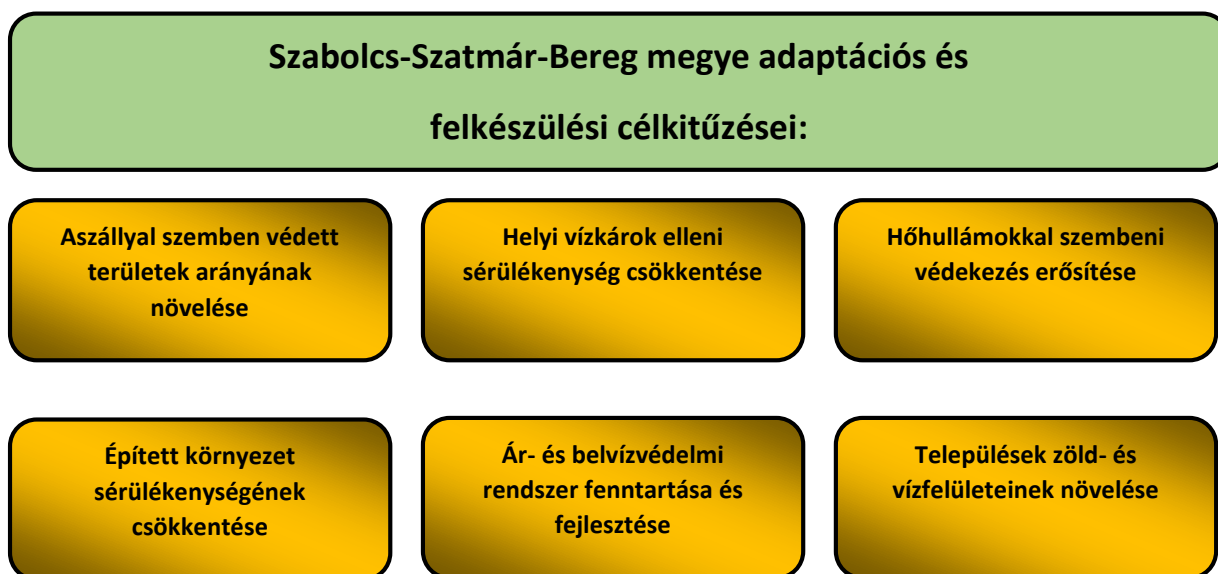 Szabolcs-Szatmár-Bereg megye adaptációs és
felkészülési célkitűzései:
Aszállyal szemben védett
területek arányának
növelése
Helyi vízkárok elleni
sérülékenység csökkentése
Hőhullámokkal szembeni
védekezés erősítése
Épített környezet
sérülékenységének
csökkentése
Ár- és belvízvédelmi
rendszer fenntartása és
fejlesztése
Települések zöld- és
vízfelületeinek növelése